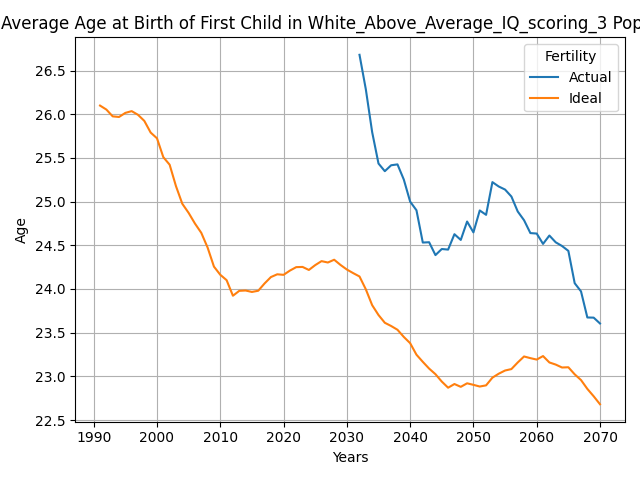 Average Age at Birth of First Child in White_Above_Average_IQ_scoring_3 Pop
Fertility
Actual
Ideal
26.5
26.0
25.5
25.0
24.5
24.0
23.5
23.0
22.5
Age
1990 2000 2010 2020 2030 2040 2050 2060 2070
Years